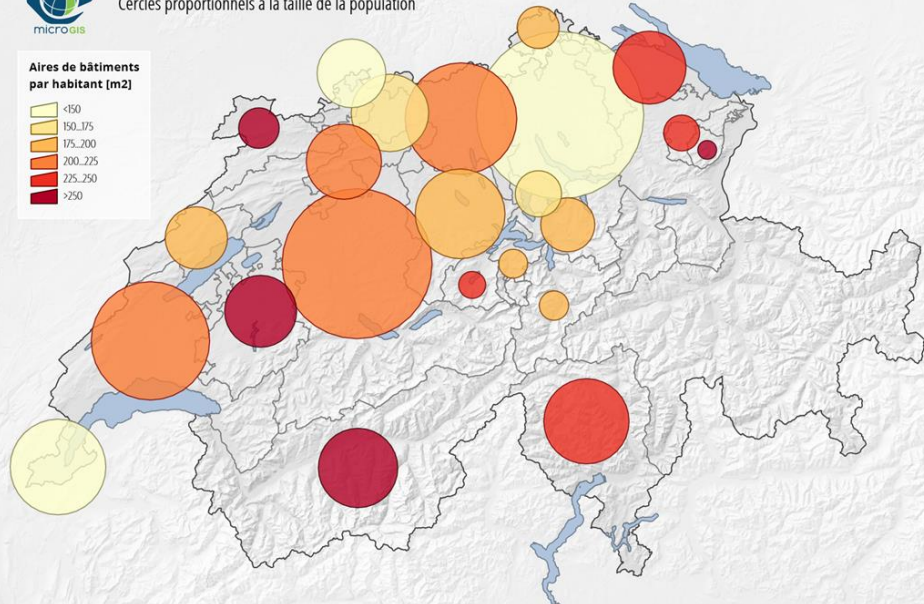 Cercles proportionnels à la taille de la population
microGIS
Aires de bâtiments
par habitant [m2]
<150
150...175
175...200
200...225
225...250
>250